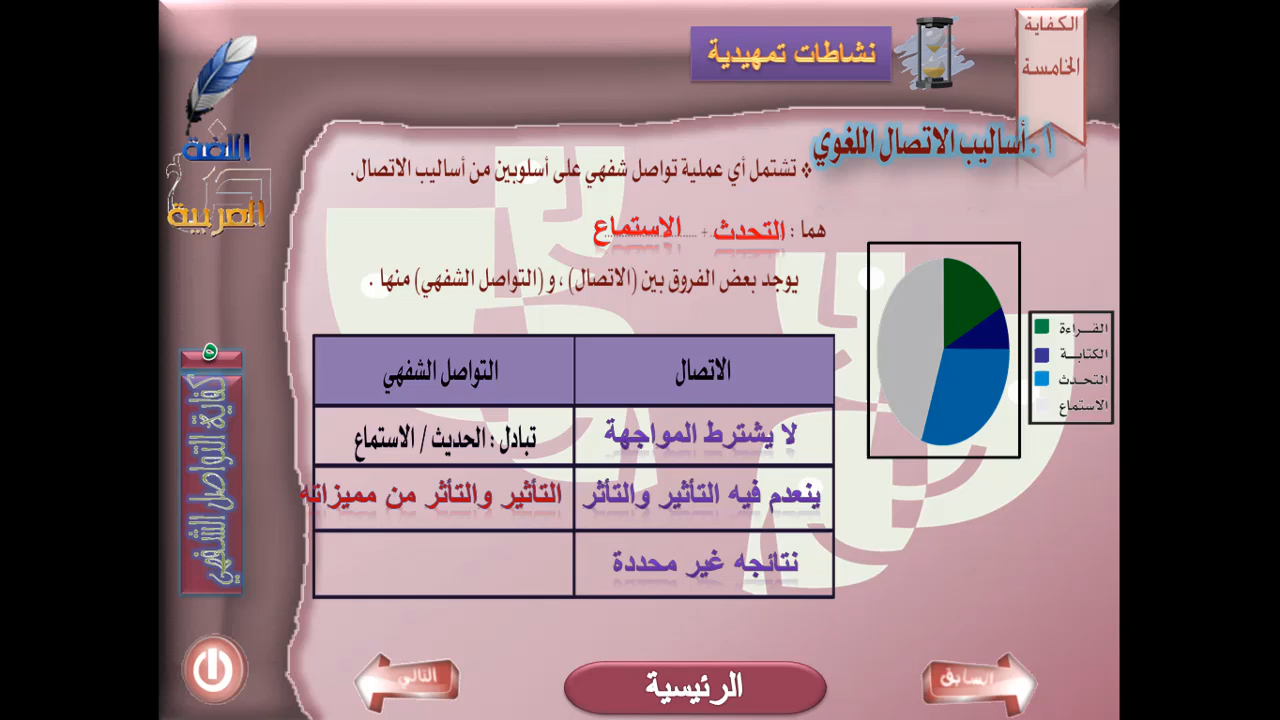 الكفاية
الخامسة
نشاطات تمهيدية
اللغة
العربية
١ . أساليب الاتصال اللغوي
❖ تشتمل أي عملية تواصل شفهي على أسلوبين من أساليب الاتصال.
هما : التحدث + الاستماع
يوجد بعض الفروق بين (الاتصال) ، و (التواصل الشفهي) منها .
القراءة
الكتابة
التحدث
الاستماع
الاتصال
التواصل الشفهي
لا يشترط المواجهة
تبادل : الحديث / الاستماع
ينعدم فيه التأثير والتأثر
التأثير والتأثر من مميزاته
نتائجه غير محددة
٥
كفاية التواصل الشفهي
السابق
الرئيسية
التالي